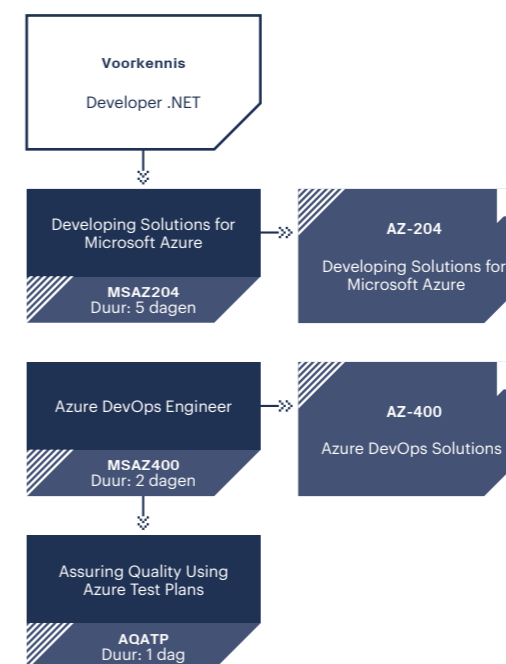 Voorkennis
Developer .NET
Developing Solutions for
Microsoft Azure
MSAZ204
Duur: 5 dagen
AZ-204
Developing Solutions for
Microsoft Azure
Azure DevOps Engineer
MSAZ400
Duur: 2 dagen
AZ-400
Azure DevOps Solutions
Assuring Quality Using
Azure Test Plans
AQATP
Duur: 1 dag